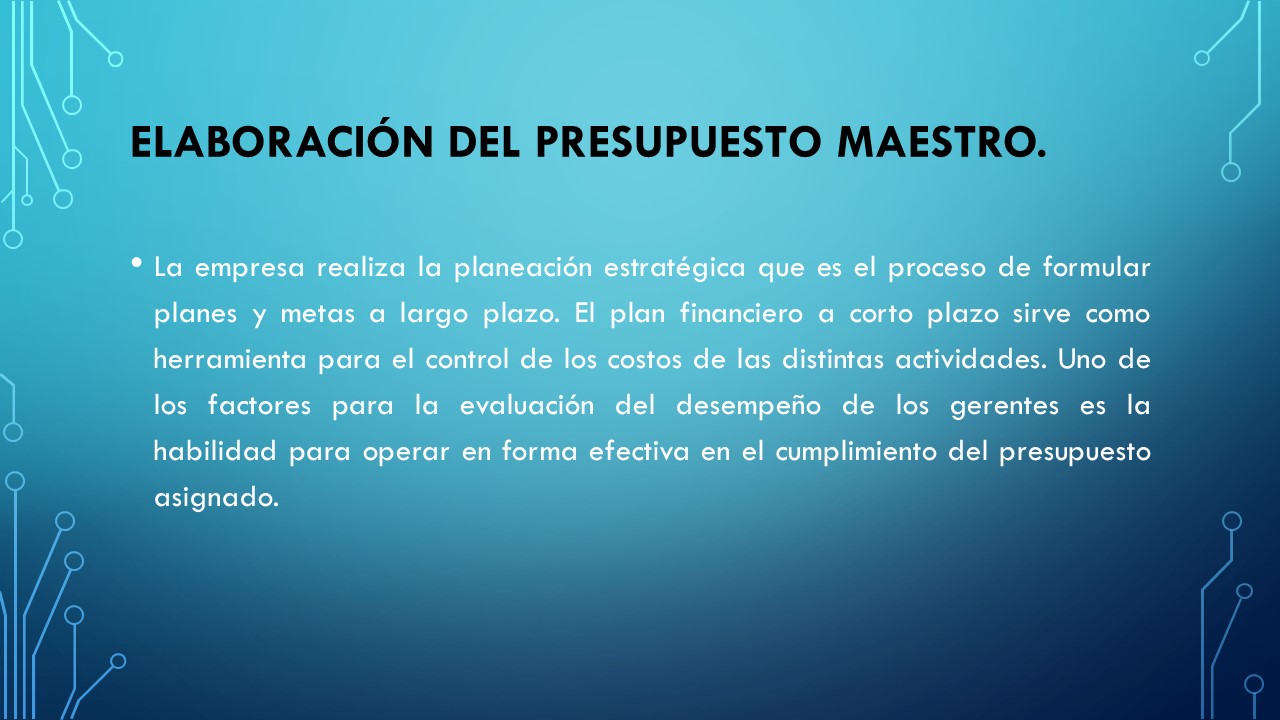 ELABORACIÓN DEL PRESUPUESTO MAESTRO.
• La empresa realiza la planeación estratégica que es el proceso de formular
planes y metas a largo plazo. El plan financiero a corto plazo sirve como
herramienta para el control de los costos de las distintas actividades. Uno de
los factores para la evaluación del desempeño de los gerentes es la
habilidad para operar en forma efectiva en el cumplimiento del presupuesto
asignado.